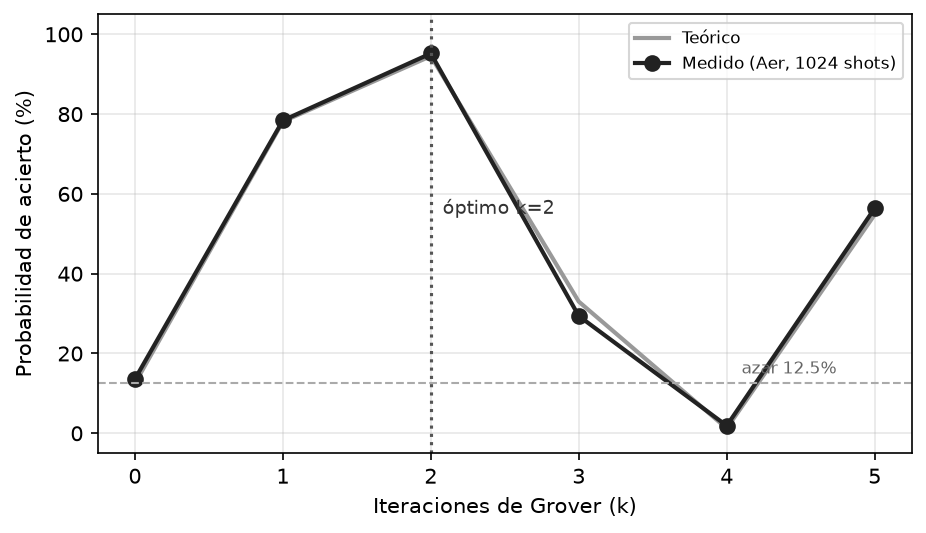 Teórico
Medido (Aer, 1024 shots)
100
80
60
40
20
0
Probabilidad de acierto (%)
óptimo k=2
azar 12.5%
0 1 2 3 4 5
Iteraciones de Grover (k)